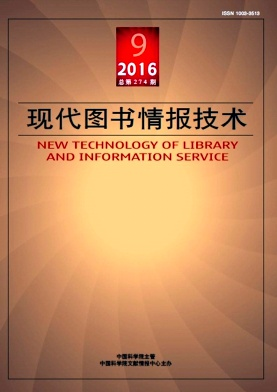 ISSN 1003-3513
9
2016
总第274期
现代图书情报技术
NEW TECHNOLOGY OF LIBRARY
AND INFORMATION SERVICE
中国科学院主管
中国科学院文献情报中心主办